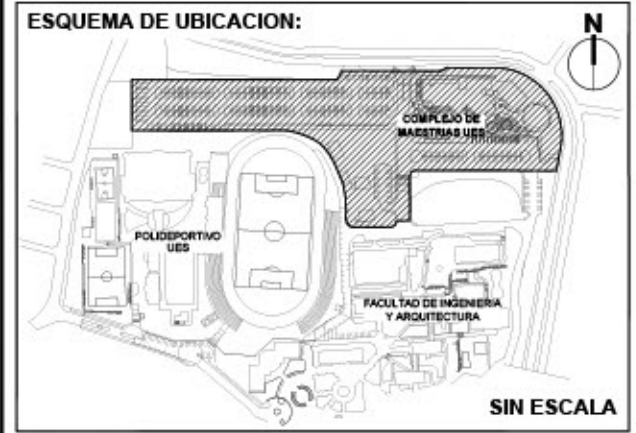 ESQUEMA DE UBICACION:
N
COMPLEJO DE
MAESTRIAS UES
POLIDEPORTIVO
UES
FACULTAD DE INGENIERIA
Y ARQUITECTURA
SIN ESCALA